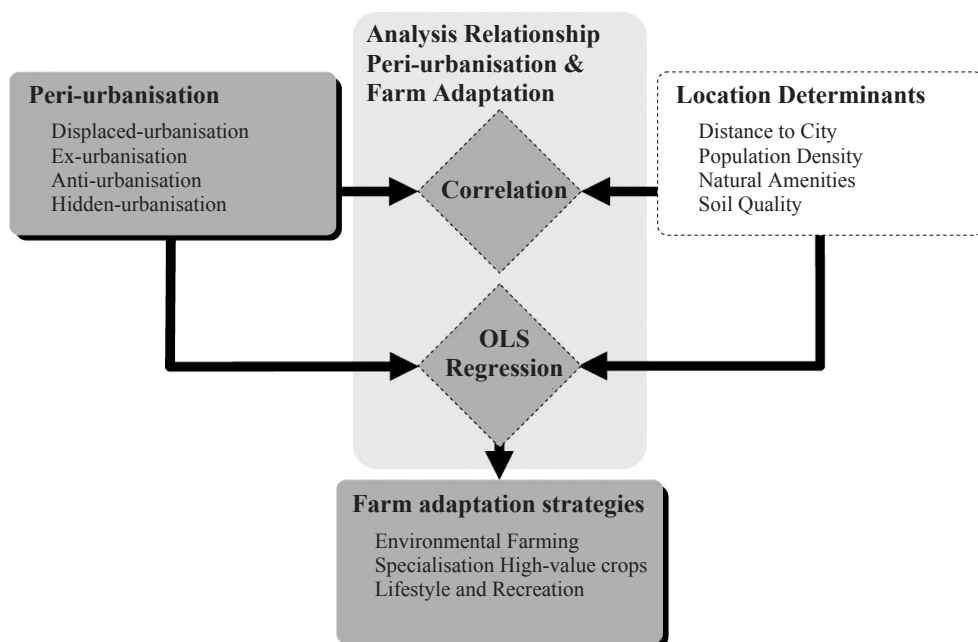 Analysis Relationship
Peri-urbanisation &
Farm Adaptation
Peri-urbanisation
Displaced-urbanisation
Ex-urbanisation
Anti-urbanisation
Hidden-urbanisation
Correlation
Location Determinants
Distance to City
Population Density
Natural Amenities
Soil Quality
OLS
Regression
Farm adaptation strategies
Environmental Farming
Specialisation High-value crops
Lifestyle and Recreation